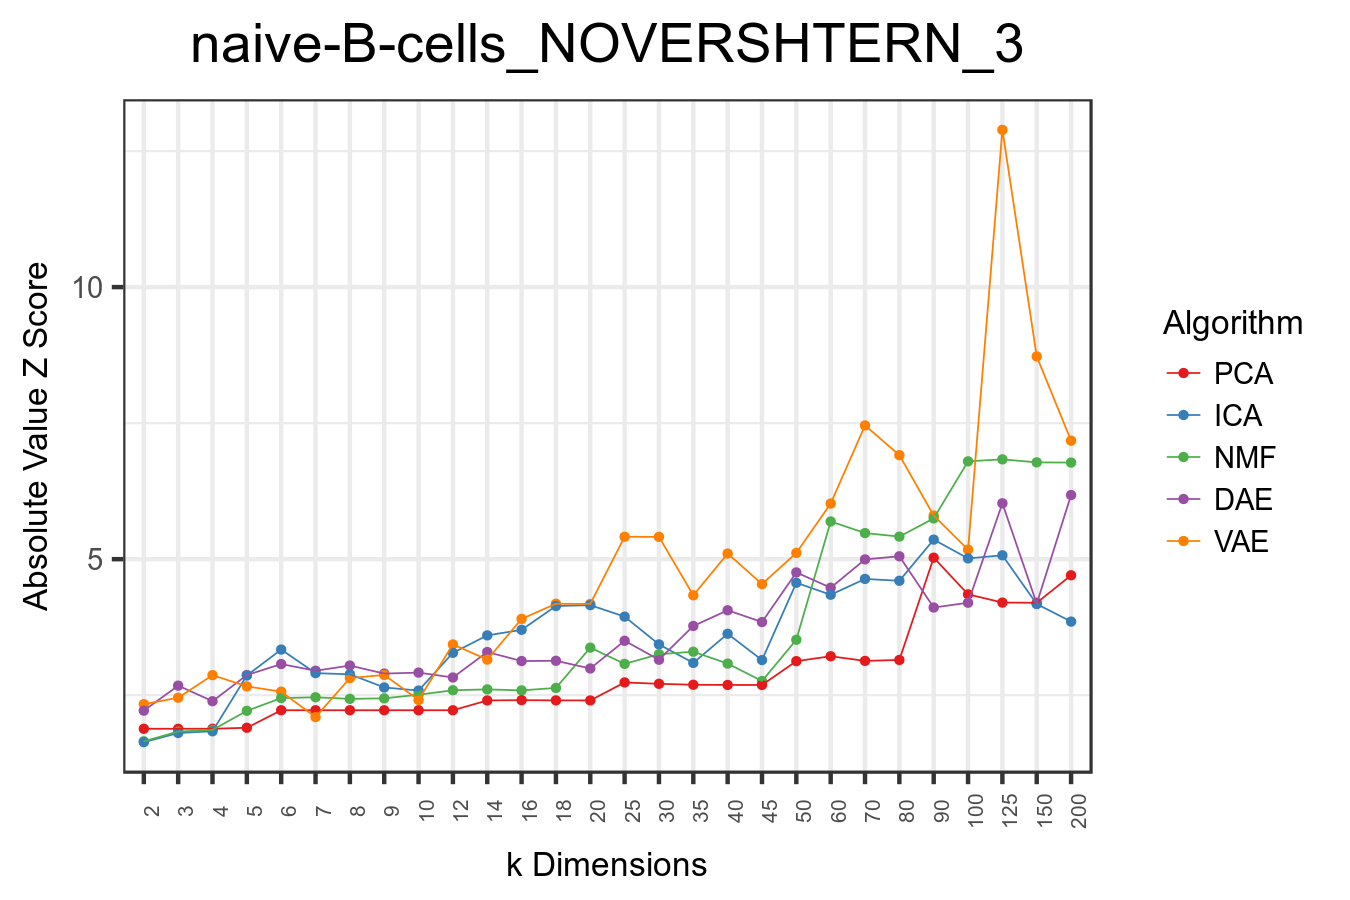 naive-B-cells_NOVERSHTERN_3
Absolute Value Z Score
10
5
2 3 4 5 6 7 8 9 10 12 14 16 18 20 25 30 35 40 45 50 60 70 80 90 100 125 150 200
k Dimensions
Algorithm
PCA
ICA
NMF
DAE
VAE